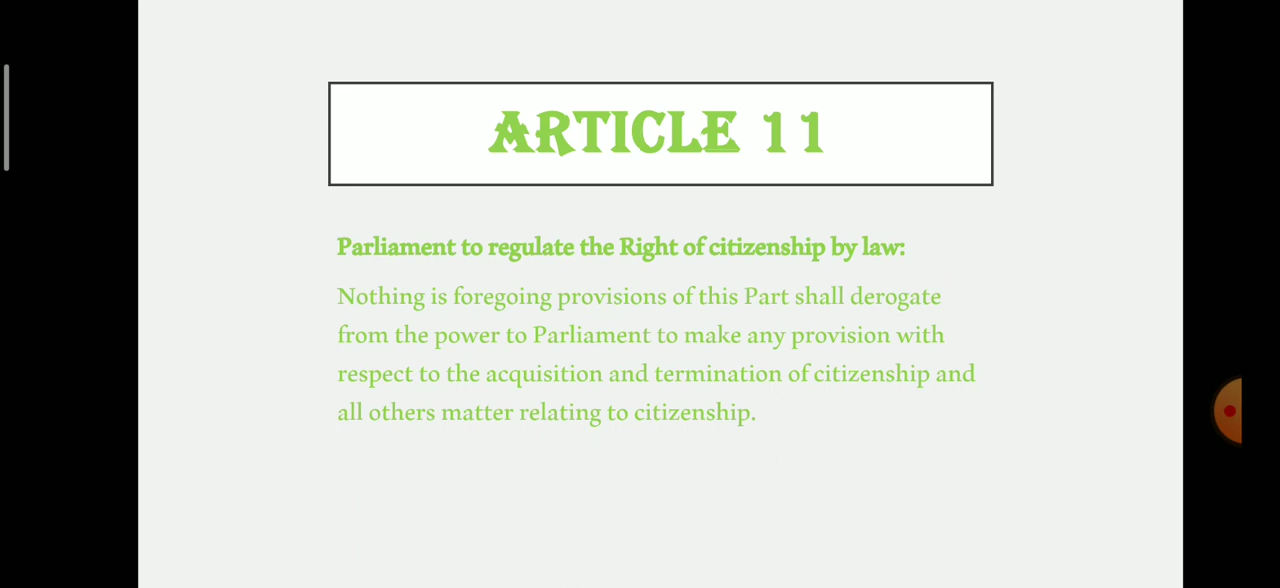 ARTICLE 11
Parliament to regulate the Right of citizenship by law:
Nothing is foregoing provisions of this Part shall derogate
from the power to Parliament to make any provision with
respect to the acquisition and termination of citizenship and
all others matter relating to citizenship.